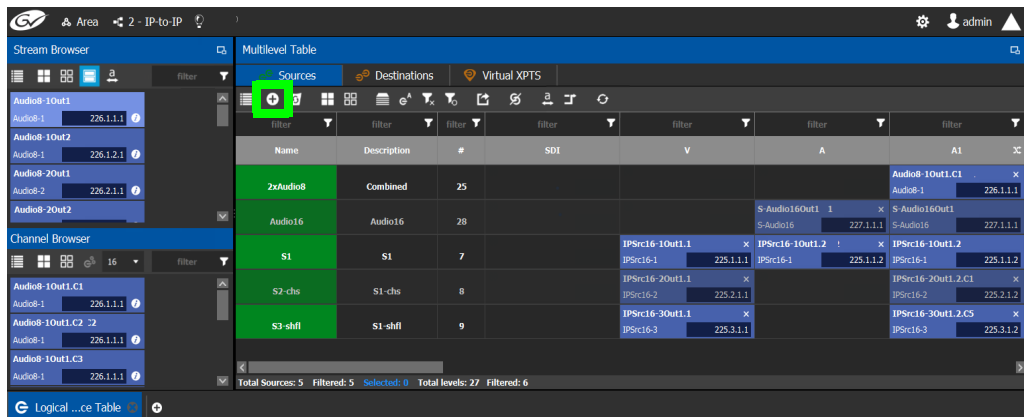 GV Area 2 - IP-to-IP admin
Stream Browser
filter
Audio8-1Out1
Audio8-1 226.1.1.1
Audio8-1Out2
Audio8-1 226.1.2.1
Audio8-2Out1
Audio8-2 226.2.1.1
Audio8-2Out2
Channel Browser
16 filter
Audio8-1Out1.C1
Audio8-1 226.1.1.1
Audio8-1Out1.C2
Audio8-1 226.1.1.1
Audio8-1Out1.C3
Audio8-1 226.1.1.1
Multilevel Table
Sources Destinations Virtual XPTS
filter filter filter filter filter filter filter
Name Description # SDI V A A1
2xAudio8 Combined 25 Audio8-1Out1.C1 x
Audio8-1 226.1.1.1
Audio16 Audio16 28 S-Audio16Out1 1 x S-Audio16Out1
S-Audio16 227.1.1.1 S-Audio16 227.1.1.1
S1 S1 7 IPSrc16-1Out1.1 x IPSrc16-1Out1.2 x IPSrc16-1Out1.2
IPSrc16-1 225.1.1.1 IPSrc16-1 225.1.1.2 IPSrc16-1 225.1.1.2
S2-chs S1-chs 8 IPSrc16-2Out1.1 x IPSrc16-2Out1.2.C1 x
IPSrc16-2 225.2.1.1 IPSrc16-2 225.2.1.2
S3-shfl S1-shfl 9 IPSrc16-3Out1.1 x IPSrc16-3Out1.2.C5 x
IPSrc16-3 225.3.1.1 IPSrc16-3 225.3.1.2
Total Sources: 5 Filtered: 5 Selected: 0 Total levels: 27 Filtered: 6
Logical ...ce Table